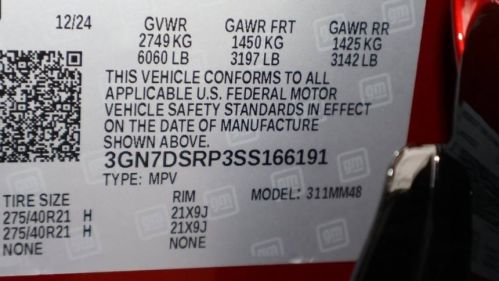 12/24 GVWR GAWR FRT GAWR RR
2749 KG 1450 KG 1425 KG
6060 LB 3197 LB 3142 LB
THIS VEHICLE CONFORMS TO ALL
APPLICABLE U.S. FEDERAL MOTOR
VEHICLE SAFETY STANDARDS IN EFFECT
ON THE DATE OF MANUFACTURE
SHOWN ABOVE.
3GN7DSRP3SS166191
TYPE: MPV
TIRE SIZE RIM MODEL: 311MM48
275/40R21 H 21X9J
275/40R21 H 21X9J
NONE NONE